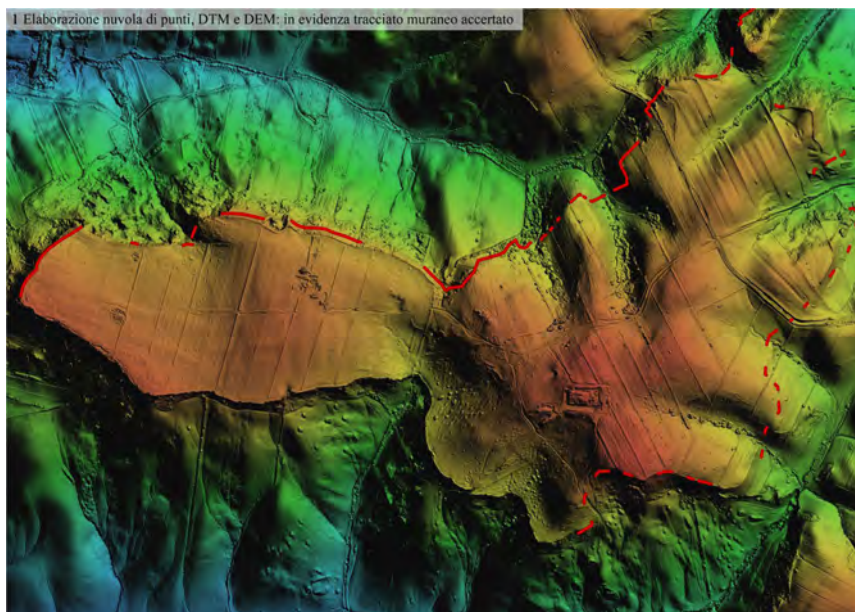 1 Elaborazione nuvola di punti, DTM e DEM: in evidenza tracciato muraneo accertato